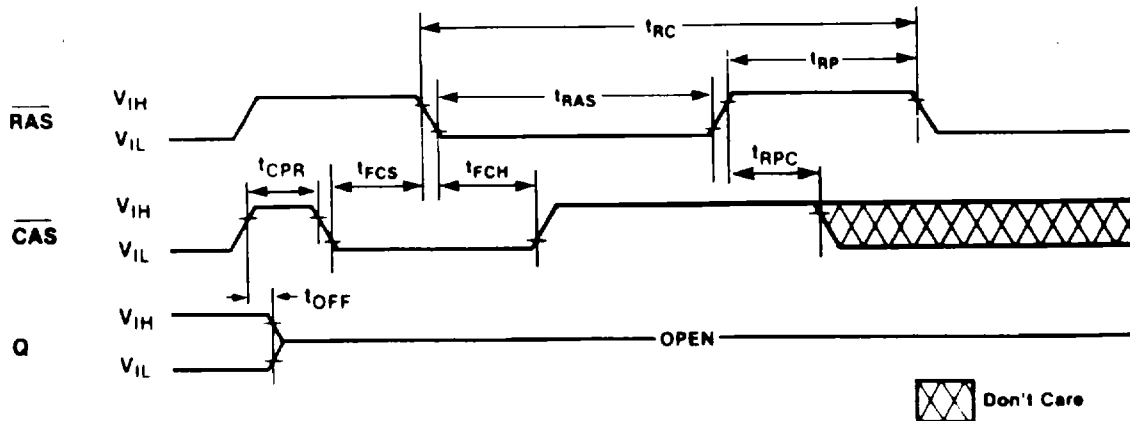 tRC
tRP
RAS
VIH
VIL
tRAS
tCPR
tFCS
tFCH
tRPC
CAS
VIH
VIL
tOFF
Q
VIH
VIL
OPEN
Don't Care